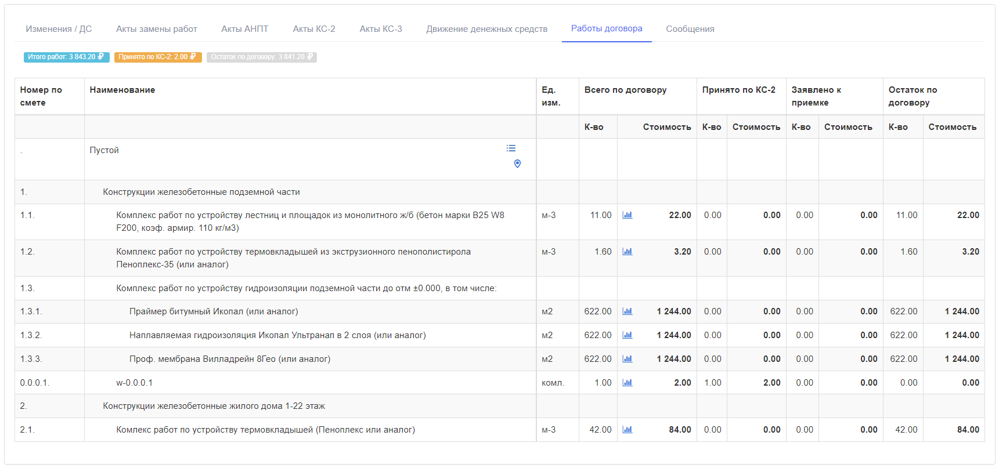 Изменения / ДС Акты замены работ Акты АНПТ Акты КС-2 Акты КС-3 Движение денежных средств Работы договора Сообщения
Итого работ: 3 843.20 ₽ Принято по КС-2: 2.00 ₽ Остаток по договору: 3 841.20 ₽
Номер по смете Наименование Ед. изм. Всего по договору Принято по КС-2 Заявлено к приемке Остаток по договору
К-во Стоимость К-во Стоимость К-во Стоимость К-во Стоимость
. Пустой
1. Конструкции железобетонные подземной части
1.1. Комплекс работ по устройству лестниц и площадок из монолитного ж/б (бетон марки В25 W8 м-3 11.00 22.00 0.00 0.00 0.00 0.00 11.00 22.00
F200, коэф. армир. 110 кг/м3)
1.2. Комплекс работ по устройству термовкладышей из экструзионного пенополистирола м-3 1.60 3.20 0.00 0.00 0.00 0.00 1.60 3.20
Пеноплекс-35 (или аналог)
1.3. Комплекс работ по устройству гидроизоляции подземной части до отм ±0.000, в том числе:
1.3.1. Праймер битумный Икопал (или аналог) м2 622.00 1 244.00 0.00 0.00 0.00 0.00 622.00 1 244.00
1.3.2. Наплавляемая гидроизоляция Икопал Ультранап в 2 слоя (или аналог) м2 622.00 1 244.00 0.00 0.00 0.00 0.00 622.00 1 244.00
1.3.3. Проф. мембрана Вилладрейн 8Гео (или аналог) м2 622.00 1 244.00 0.00 0.00 0.00 0.00 622.00 1 244.00
0.0.0.1. w-0.0.0.1 комл. 1.00 2.00 1.00 2.00 0.00 0.00 0.00 0.00
2. Конструкции железобетонные жилого дома 1-22 этаж
2.1. Комлекс работ по устройству термовкладышей (Пеноплекс или аналог) м-3 42.00 84.00 0.00 0.00 0.00 0.00 42.00 84.00